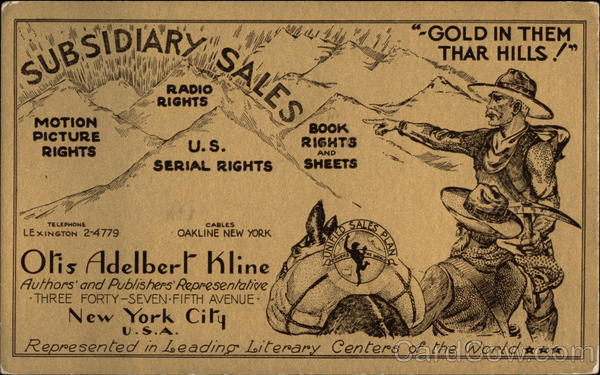 SUBSIDIARY SALES
"-GOLD IN THEM
THAR HILLS!"
RADIO
RIGHTS
MOTION
PICTURE
RIGHTS
U.S.
SERIAL RIGHTS
BOOK
RIGHTS
AND
SHEETS
TELEPHONE
LEXINGTON 2-4779
CABLES
OAKLINE NEW YORK
UNIFIED SALES PLAN
Otis Adelbert Kline
Authors' and Publishers' Representative
·THREE FORTY-SEVEN·FIFTH AVENUE·
New York City
U.S.A.
Represented in Leading Literary Centers of the World ★★★
CardCow.com